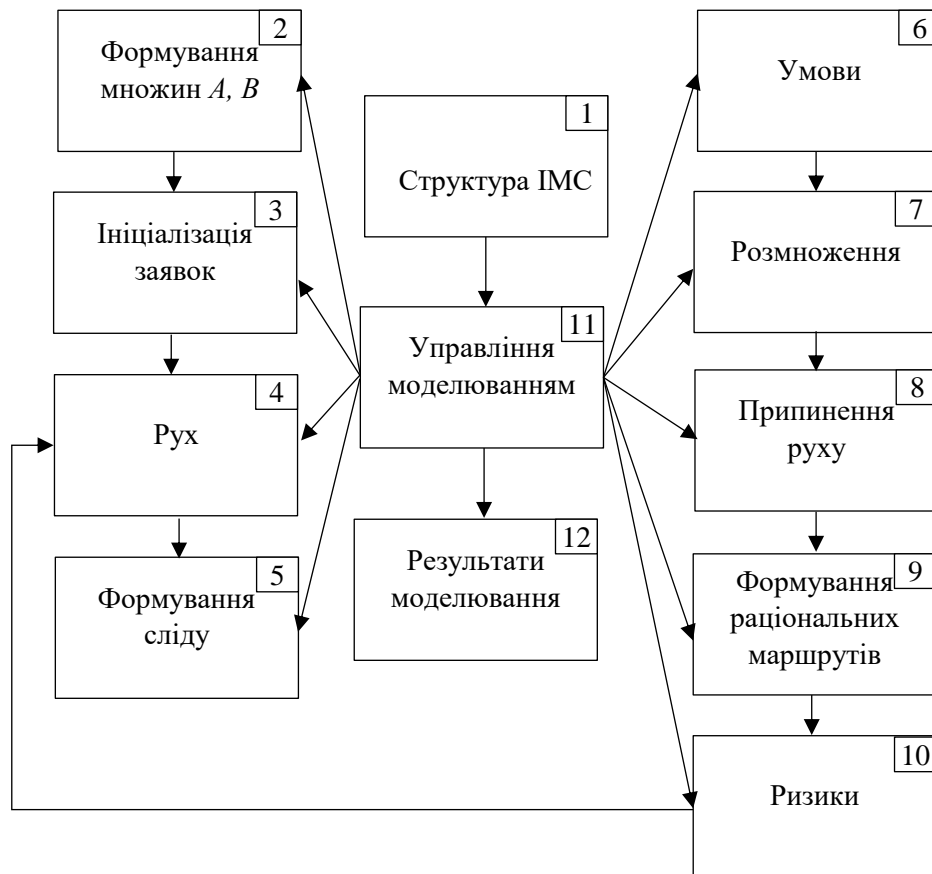 2
Формування
множин A, B
3
Ініціалізація
заявок
4
Рух
5
Формування
сліду
1
Структура ІМС
11
Управління
моделюванням
12
Результати
моделювання
6
Умови
7
Розмноження
8
Припинення
руху
9
Формування
раціональних
маршрутів
10
Ризики